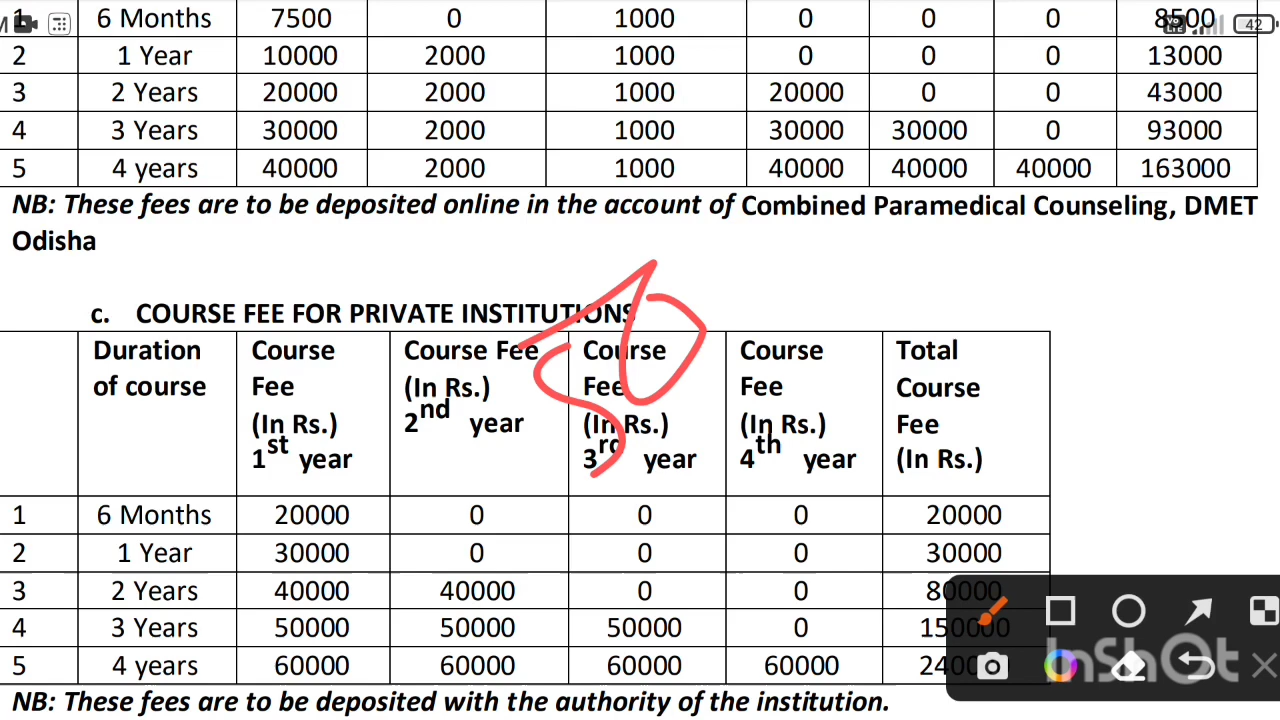 1 6 Months 7500 0 1000 0 0 0 8500
2 1 Year 10000 2000 1000 0 0 0 13000
3 2 Years 20000 2000 1000 20000 0 0 43000
4 3 Years 30000 2000 1000 30000 30000 0 93000
5 4 years 40000 2000 1000 40000 40000 40000 163000
NB: These fees are to be deposited online in the account of Combined Paramedical Counseling, DMET
Odisha
c. COURSE FEE FOR PRIVATE INSTITUTIONS
Duration of course Course Fee (In Rs.) 1st year Course Fee (In Rs.) 2nd year Course Fee (In Rs.) 3rd year Course Fee (In Rs.) 4th year Total Course Fee (In Rs.)
1 6 Months 20000 0 0 0 20000
2 1 Year 30000 0 0 0 30000
3 2 Years 40000 40000 0 0 80000
4 3 Years 50000 50000 50000 0 150000
5 4 years 60000 60000 60000 60000
NB: These fees are to be deposited with the authority of the institution.
42
InShOt